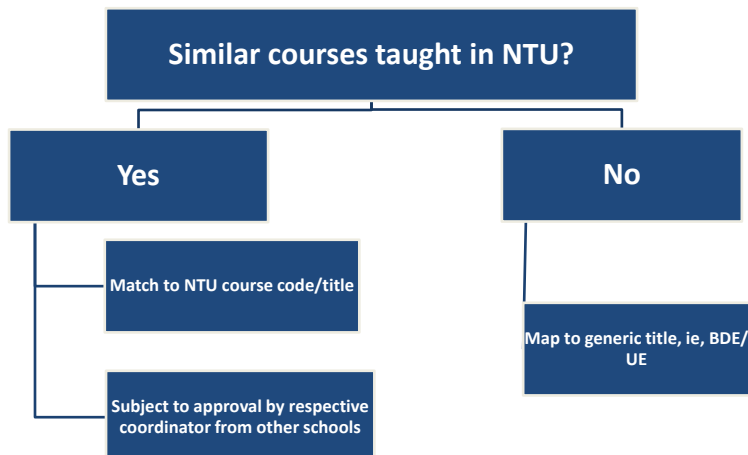 Similar courses taught in NTU?
Yes
No
Match to NTU course code/title
Map to generic title, ie, BDE/
UE
Subject to approval by respective
coordinator from other schools